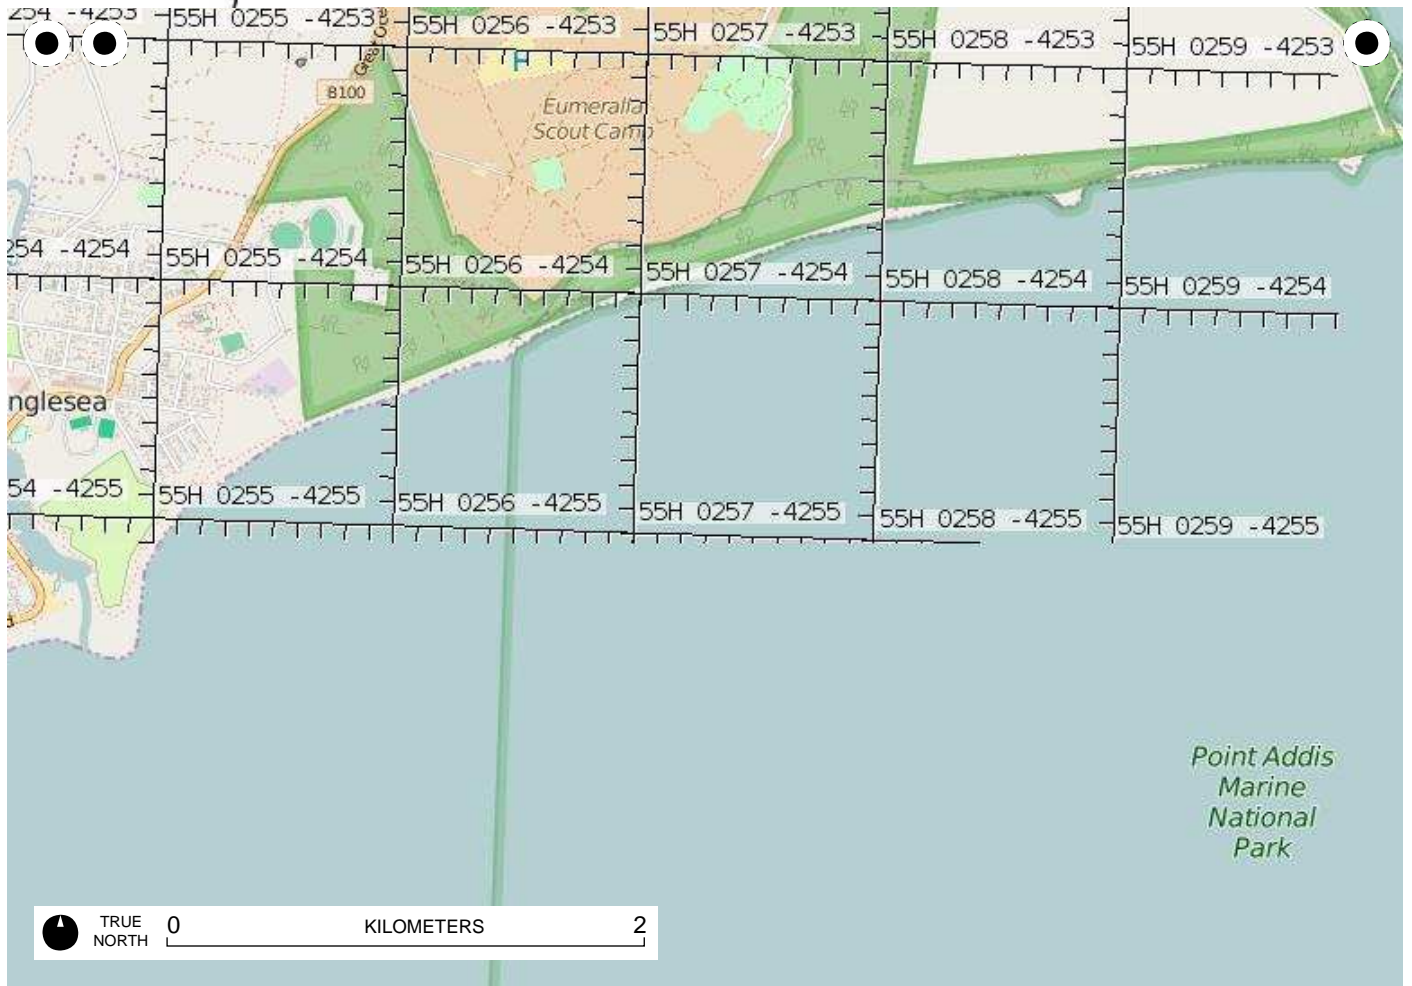 254 -4253
55H 0255 -4253
55H 0256 -4253
55H 0257 -4253
55H 0258 -4253
55H 0259 -4253
B100
P
Eumeralla
Scout Camp
254 -4254
55H 0255 -4254
55H 0256 -4254
55H 0257 -4254
55H 0258 -4254
55H 0259 -4254
nglesea
54 -4255
55H 0255 -4255
55H 0256 -4255
55H 0257 -4255
55H 0258 -4255
55H 0259 -4255
Point Addis
Marine
National
Park
TRUE
NORTH
0
KILOMETERS
2